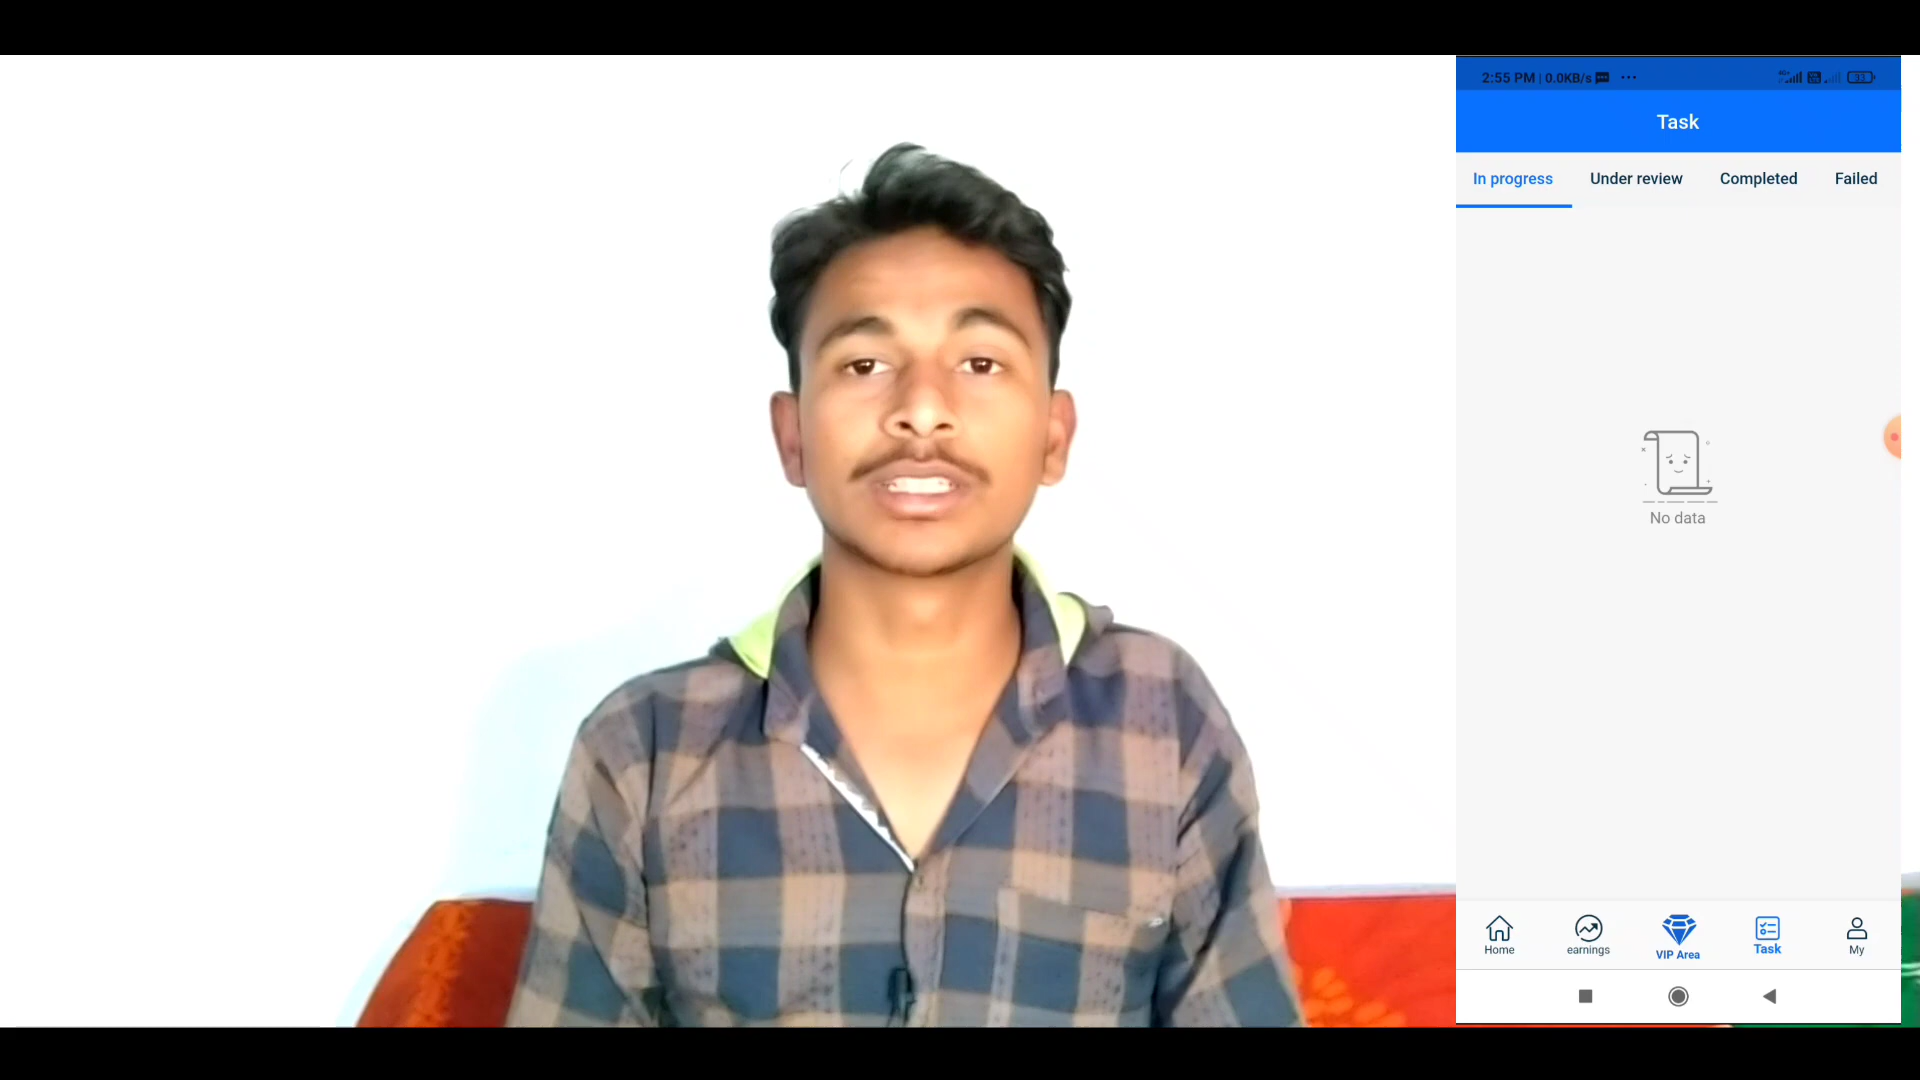 2:55 PM | 0.0KB/s ...
Task
In progress Under review Completed Failed
No data
Home earnings VIP Area Task My